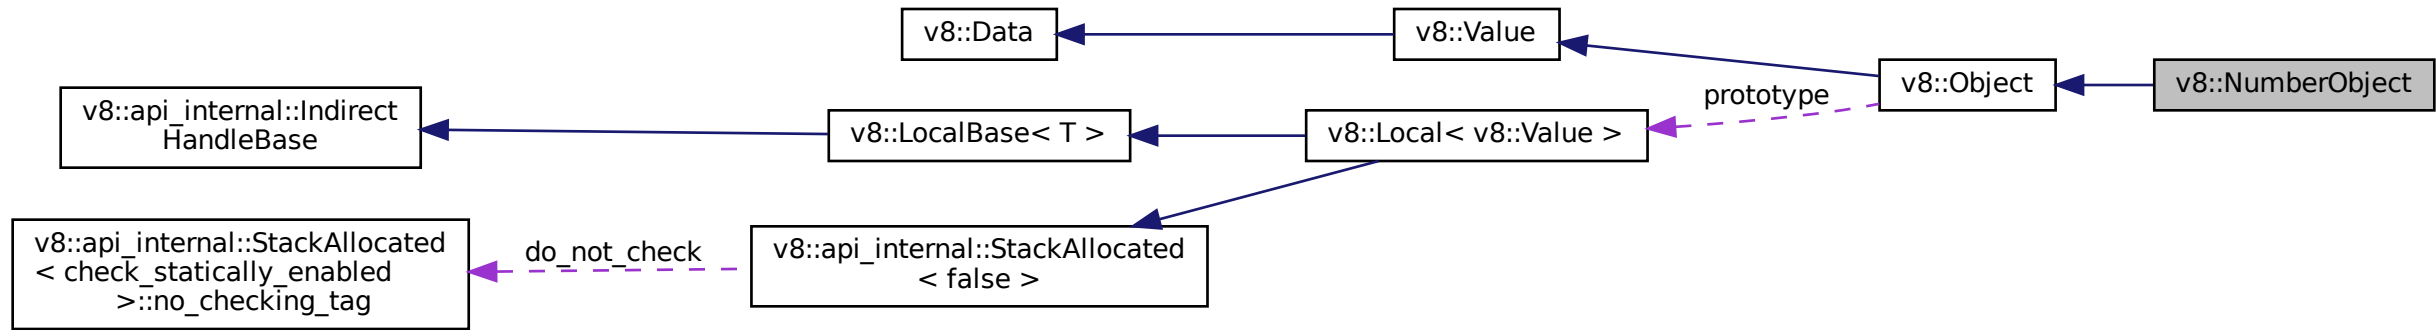 v8::Data
v8::Value
v8::Object
v8::NumberObject
prototype
v8::api_internal::Indirect
HandleBase
v8::LocalBase< T >
v8::Local< v8::Value >
v8::api_internal::StackAllocated
< check_statically_enabled
>::no_checking_tag
do_not_check
v8::api_internal::StackAllocated
< false >